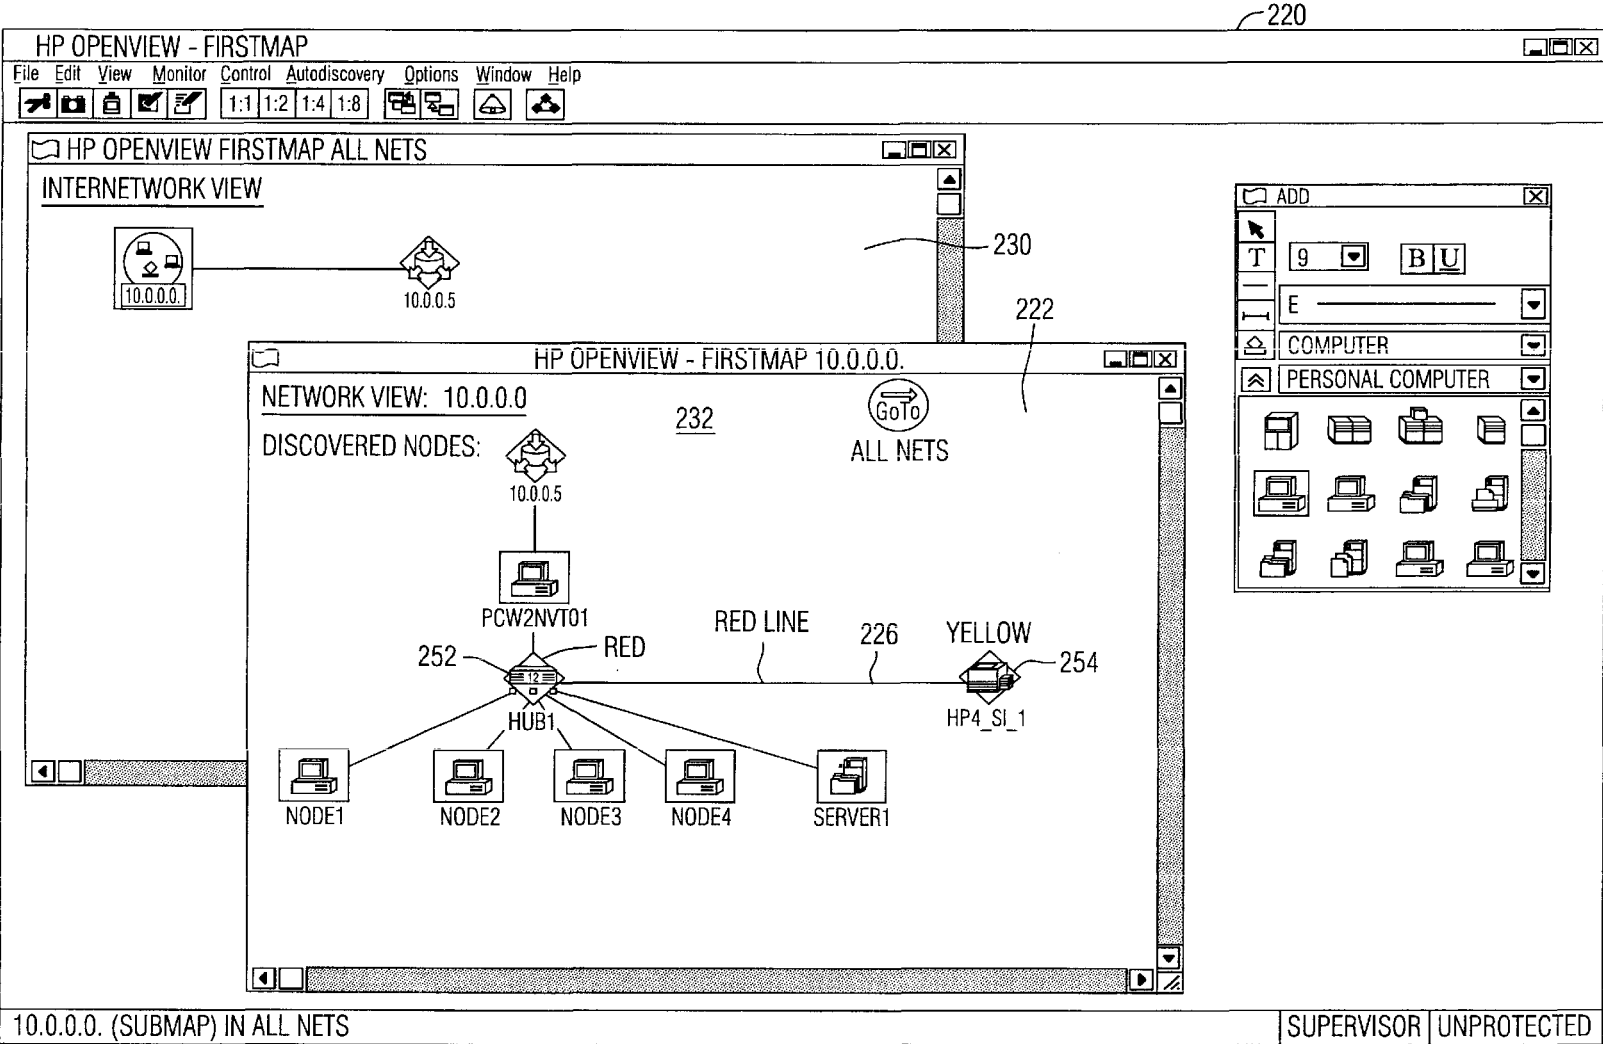 220
HP OPENVIEW - FIRSTMAP
File Edit View Monitor Control Autodiscovery Options Window Help
1:1 1:2 1:4 1:8
HP OPENVIEW FIRSTMAP ALL NETS
INTERNETWORK VIEW
10.0.0.0.
10.0.0.5
230
222
ADD
T
9
B U
E
COMPUTER
PERSONAL COMPUTER
HP OPENVIEW - FIRSTMAP 10.0.0.0.
NETWORK VIEW: 10.0.0.0
232
GoTo
ALL NETS
DISCOVERED NODES:
10.0.0.5
PCW2NVT01
252
RED
12
HUB1
RED LINE
226
YELLOW
254
HP4_SI_1
NODE1
NODE2
NODE3
NODE4
SERVER1
10.0.0.0. (SUBMAP) IN ALL NETS
SUPERVISOR
UNPROTECTED